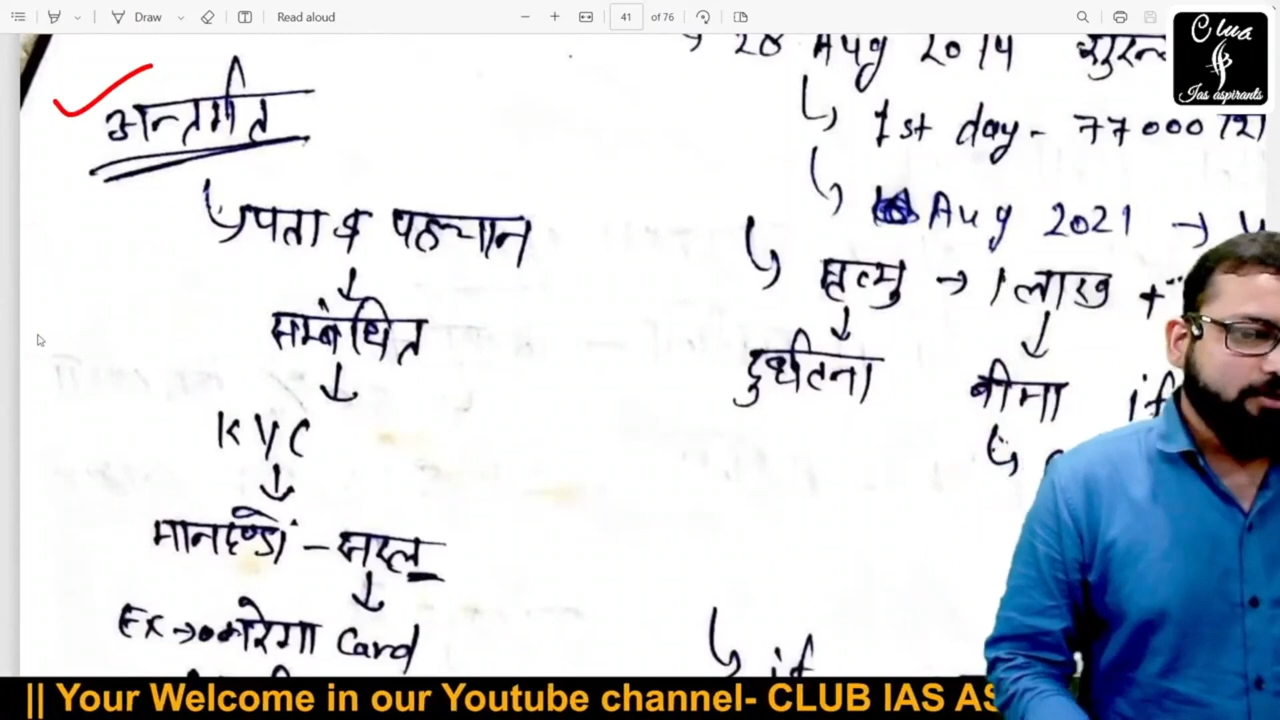 Draw
Read aloud
41 of 76
Clua
Ias aspirants
अन्तर्गत
पता व पहचान
सम्बंधित
KYC
मानदण्डों - सरल
Ex → मनरेगा Card
28 Aug 2014
1st day - 77000
Aug 2021 →
मृत्यु → 1 लाख +
दुर्घटना
बीमा if
if
|| Your Welcome in our Youtube channel- CLUB IAS AS